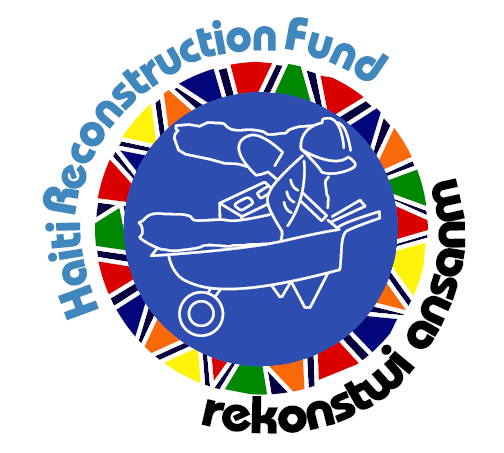 Haiti Reconstruction Fund
rekonstwi ansanm